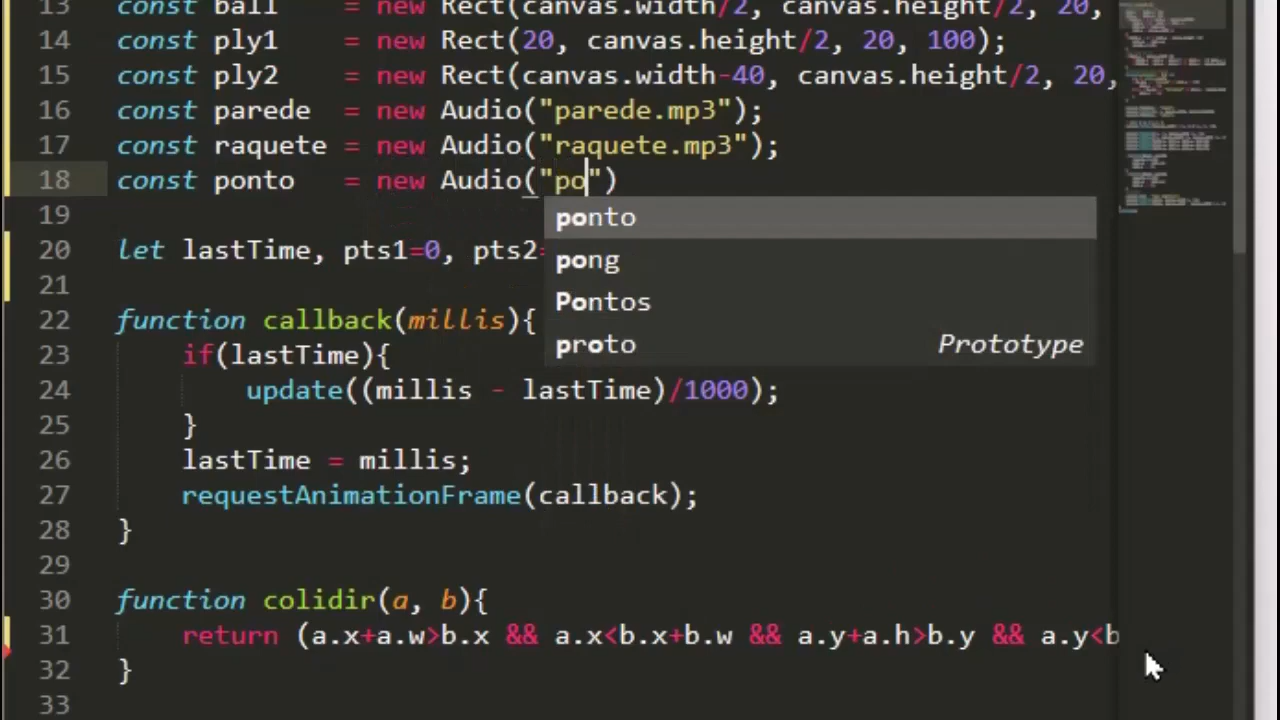 13 const ball = new Rect(canvas.width/2, canvas.height/2, 20,
14 const ply1 = new Rect(20, canvas.height/2, 20, 100);
15 const ply2 = new Rect(canvas.width-40, canvas.height/2, 20,
16 const parede = new Audio("parede.mp3");
17 const raquete = new Audio("raquete.mp3");
18 const ponto = new Audio("po")
19
ponto
20 let lastTime, pts1=0, pts2=
pong
21
Pontos
22 function callback(millis){
proto Prototype
23 if(lastTime){
24 update((millis - lastTime)/1000);
25 }
26 lastTime = millis;
27 requestAnimationFrame(callback);
28 }
29
30 function colidir(a, b){
31 return (a.x+a.w>b.x && a.x<b.x+b.w && a.y+a.h>b.y && a.y<b
32 }
33